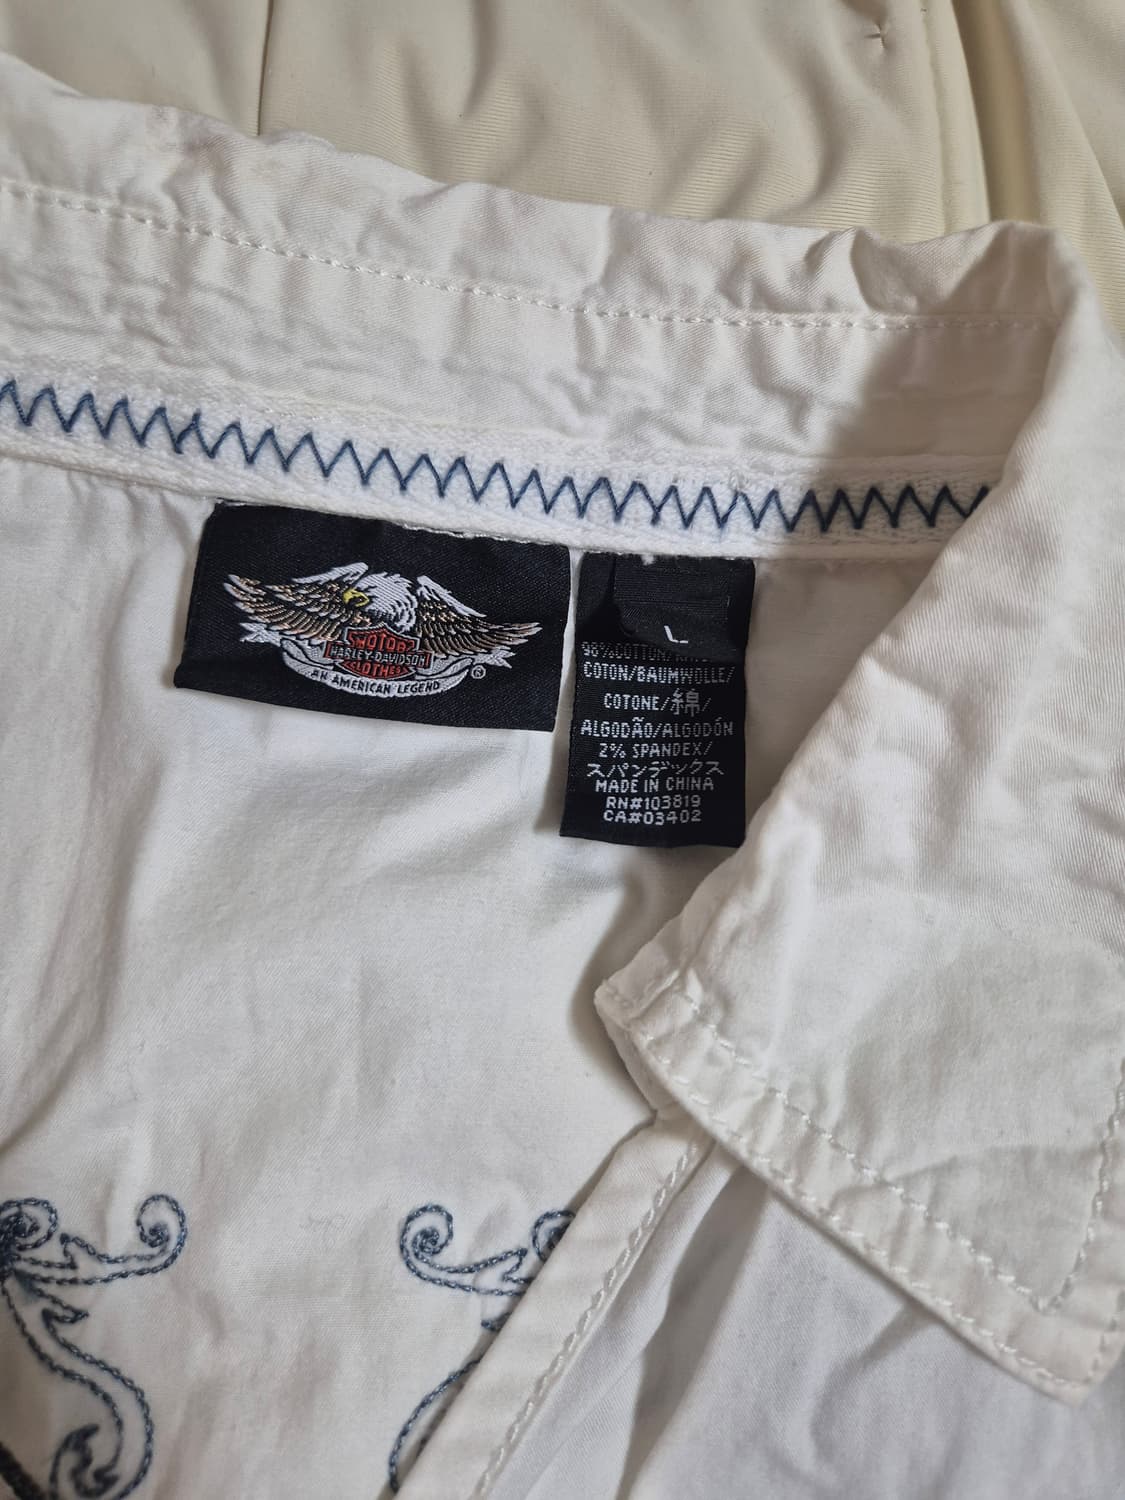 MOTOR
HARLEY-DAVIDSON
CLOTHES
®
AN AMERICAN LEGEND
L
98%COTTON/
COTON/BAUMWOLLE/
COTONE/綿/
ALGODÃO/ALGODÓN
2% SPANDEX/
スパンデックス
MADE IN CHINA
RN#103819
CA#03402